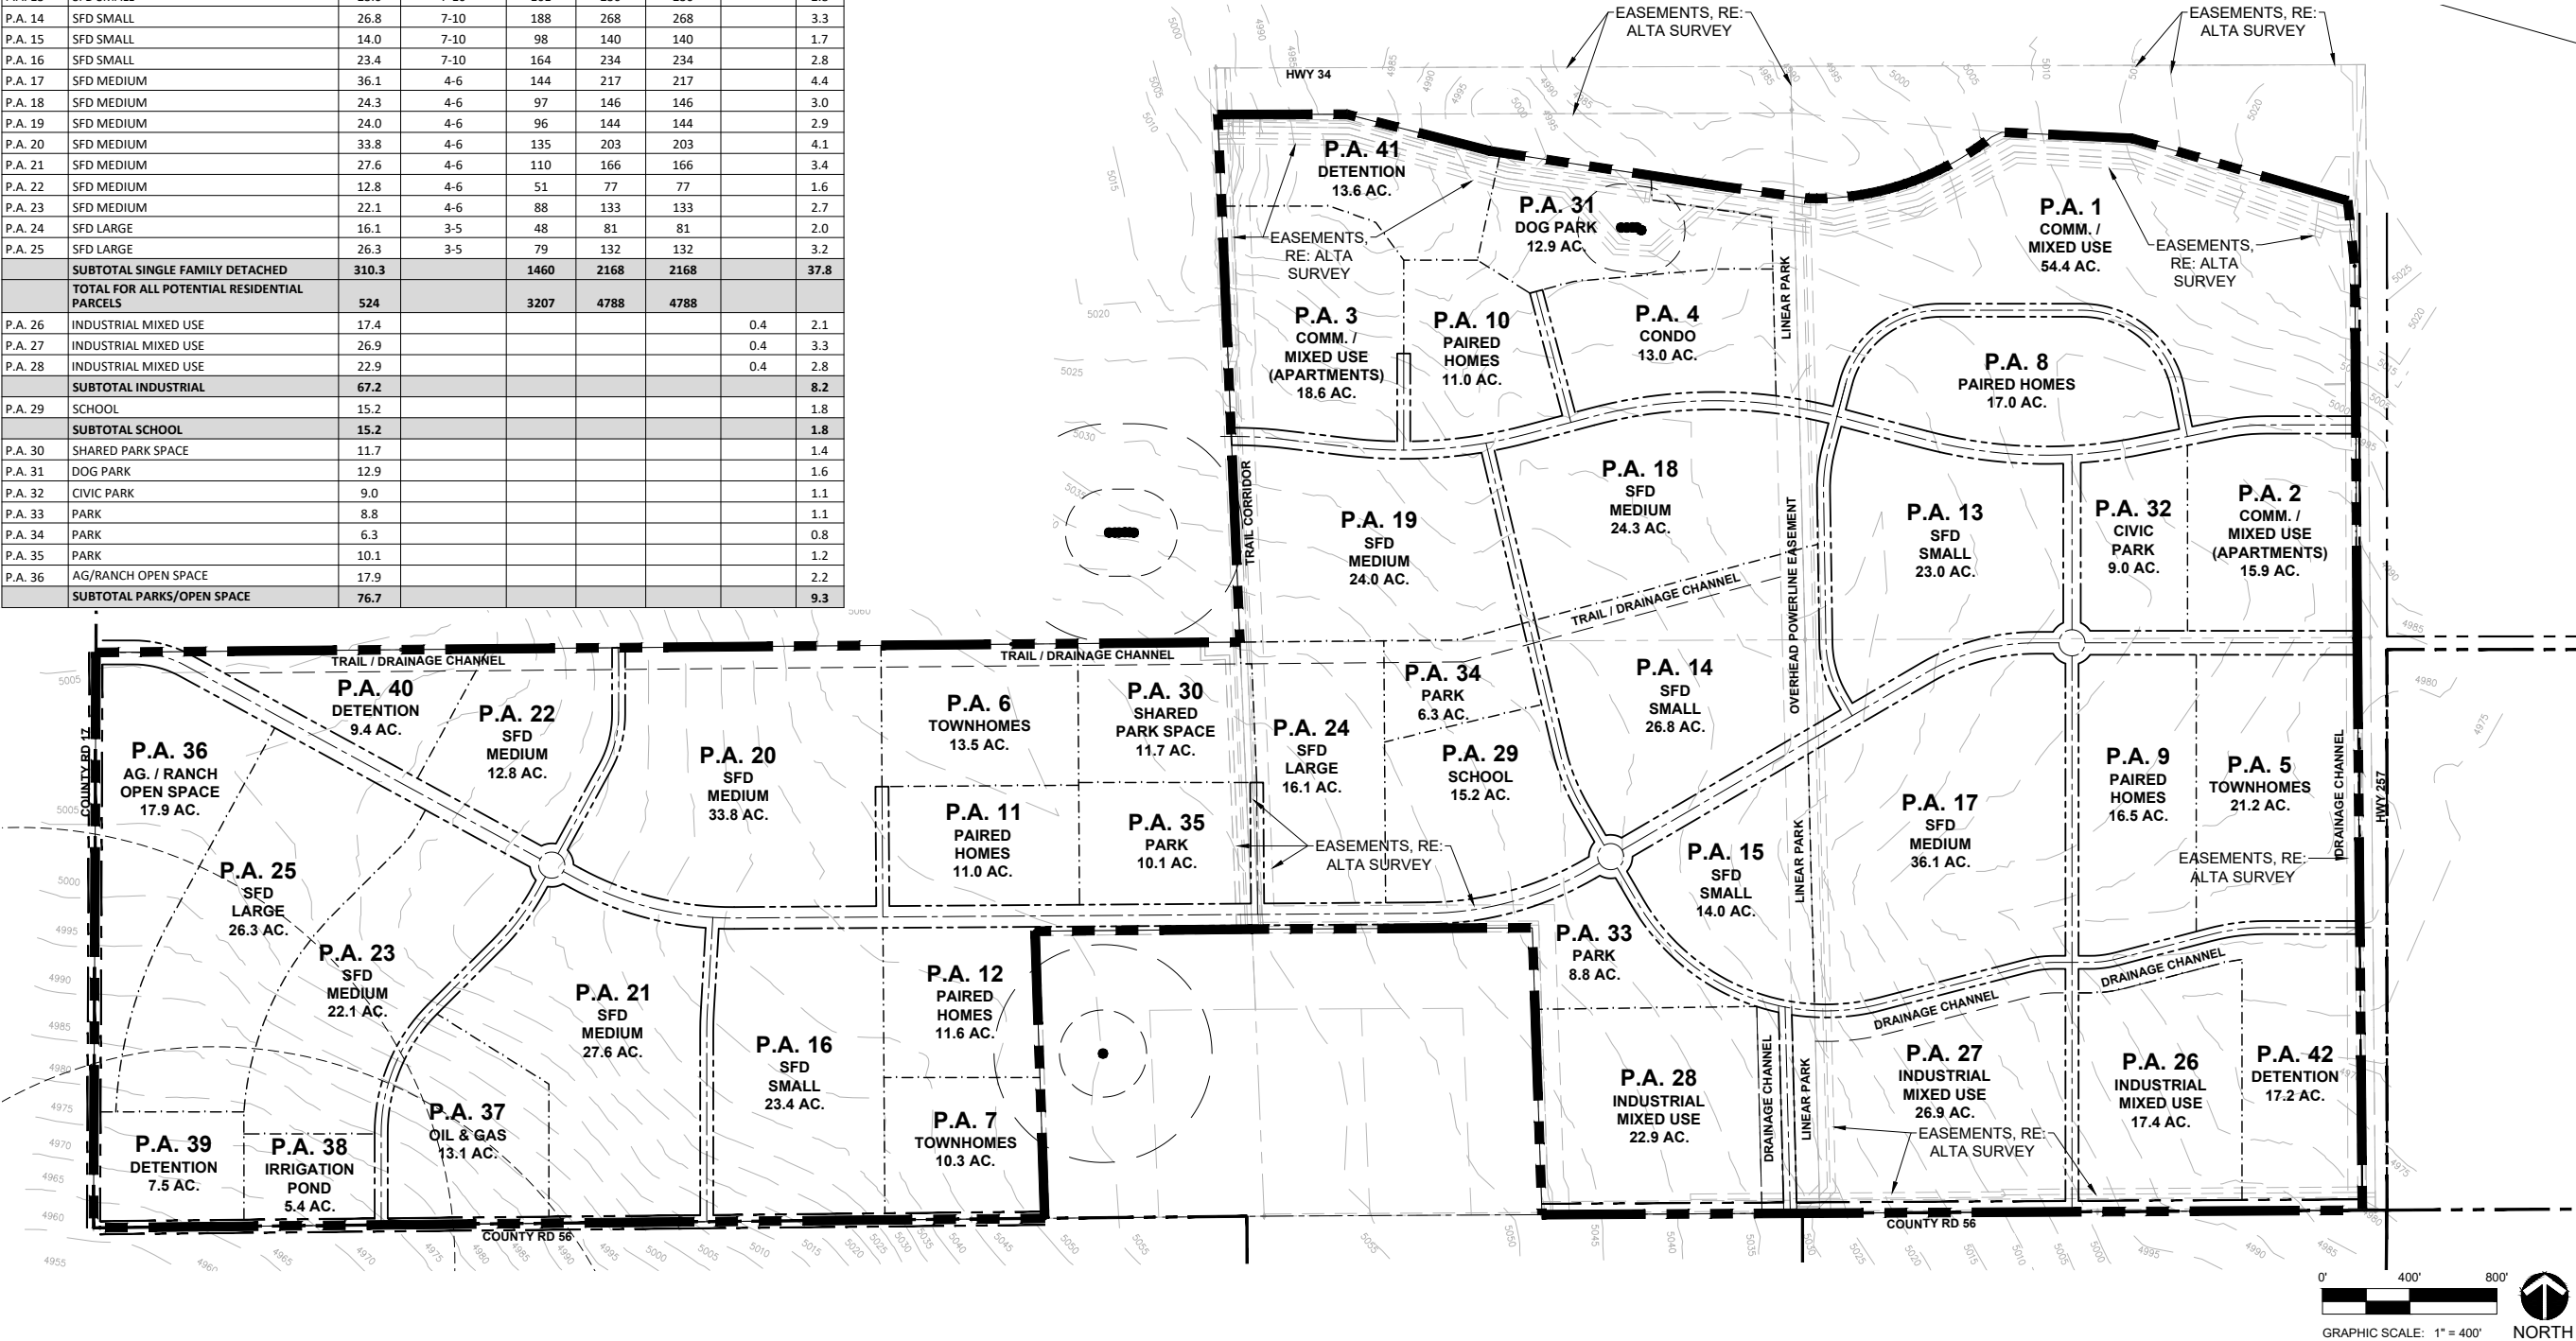 P.A. 14 SFD SMALL 26.8 7-10 188 268 268 3.3
P.A. 15 SFD SMALL 14.0 7-10 98 140 140 1.7
P.A. 16 SFD SMALL 23.4 7-10 164 234 234 2.8
P.A. 17 SFD MEDIUM 36.1 4-6 144 217 217 4.4
P.A. 18 SFD MEDIUM 24.3 4-6 97 146 146 3.0
P.A. 19 SFD MEDIUM 24.0 4-6 96 144 144 2.9
P.A. 20 SFD MEDIUM 33.8 4-6 135 203 203 4.1
P.A. 21 SFD MEDIUM 27.6 4-6 110 166 166 3.4
P.A. 22 SFD MEDIUM 12.8 4-6 51 77 77 1.6
P.A. 23 SFD MEDIUM 22.1 4-6 88 133 133 2.7
P.A. 24 SFD LARGE 16.1 3-5 48 81 81 2.0
P.A. 25 SFD LARGE 26.3 3-5 79 132 132 3.2
SUBTOTAL SINGLE FAMILY DETACHED 310.3 1460 2168 2168 37.8
TOTAL FOR ALL POTENTIAL RESIDENTIAL
PARCELS 524 3207 4788 4788
P.A. 26 INDUSTRIAL MIXED USE 17.4 0.4 2.1
P.A. 27 INDUSTRIAL MIXED USE 26.9 0.4 3.3
P.A. 28 INDUSTRIAL MIXED USE 22.9 0.4 2.8
SUBTOTAL INDUSTRIAL 67.2 8.2
P.A. 29 SCHOOL 15.2 1.8
SUBTOTAL SCHOOL 15.2 1.8
P.A. 30 SHARED PARK SPACE 11.7 1.4
P.A. 31 DOG PARK 12.9 1.6
P.A. 32 CIVIC PARK 9.0 1.1
P.A. 33 PARK 8.8 1.1
P.A. 34 PARK 6.3 0.8
P.A. 35 PARK 10.1 1.2
P.A. 36 AG/RANCH OPEN SPACE 17.9 2.2
SUBTOTAL PARKS/OPEN SPACE 76.7 9.3
EASEMENTS, RE:
ALTA SURVEY
EASEMENTS, RE:
ALTA SURVEY
HWY 34
P.A. 41
DETENTION
13.6 AC.
P.A. 31
DOG PARK
12.9 AC.
P.A. 1
COMM. /
MIXED USE
54.4 AC.
EASEMENTS,
RE: ALTA
SURVEY
EASEMENTS,
RE: ALTA
SURVEY
P.A. 3
COMM. /
MIXED USE
(APARTMENTS)
18.6 AC.
P.A. 10
PAIRED
HOMES
11.0 AC.
P.A. 4
CONDO
13.0 AC.
LINEAR PARK
P.A. 8
PAIRED HOMES
17.0 AC.
TRAIL CORRIDOR
P.A. 19
SFD
MEDIUM
24.0 AC.
P.A. 18
SFD
MEDIUM
24.3 AC.
TRAIL / DRAINAGE CHANNEL
OVERHEAD POWERLINE EASEMENT
P.A. 13
SFD
SMALL
23.0 AC.
P.A. 32
CIVIC
PARK
9.0 AC.
P.A. 2
COMM. /
MIXED USE
(APARTMENTS)
15.9 AC.
COUNTY RD 17
TRAIL / DRAINAGE CHANNEL
TRAIL / DRAINAGE CHANNEL
P.A. 36
AG. / RANCH
OPEN SPACE
17.9 AC.
P.A. 40
DETENTION
9.4 AC.
P.A. 22
SFD
MEDIUM
12.8 AC.
P.A. 20
SFD
MEDIUM
33.8 AC.
P.A. 6
TOWNHOMES
13.5 AC.
P.A. 30
SHARED
PARK SPACE
11.7 AC.
P.A. 24
SFD
LARGE
16.1 AC.
P.A. 34
PARK
6.3 AC.
P.A. 29
SCHOOL
15.2 AC.
P.A. 14
SFD
SMALL
26.8 AC.
P.A. 11
PAIRED
HOMES
11.0 AC.
P.A. 35
PARK
10.1 AC.
EASEMENTS, RE:
ALTA SURVEY
P.A. 15
SFD
SMALL
14.0 AC.
LINEAR PARK
P.A. 17
SFD
MEDIUM
36.1 AC.
P.A. 9
PAIRED
HOMES
16.5 AC.
P.A. 5
TOWNHOMES
21.2 AC.
EASEMENTS, RE:
ALTA SURVEY
DRAINAGE CHANNEL
HWY 257
P.A. 25
SFD
LARGE
26.3 AC.
P.A. 23
SFD
MEDIUM
22.1 AC.
P.A. 21
SFD
MEDIUM
27.6 AC.
P.A. 16
SFD
SMALL
23.4 AC.
P.A. 12
PAIRED
HOMES
11.6 AC.
P.A. 7
TOWNHOMES
10.3 AC.
P.A. 33
PARK
8.8 AC.
DRAINAGE CHANNEL
DRAINAGE CHANNEL
P.A. 39
DETENTION
7.5 AC.
P.A. 38
IRRIGATION
POND
5.4 AC.
P.A. 37
OIL & GAS
13.1 AC.
P.A. 28
INDUSTRIAL
MIXED USE
22.9 AC.
DRAINAGE CHANNEL
LINEAR PARK
P.A. 27
INDUSTRIAL
MIXED USE
26.9 AC.
EASEMENTS, RE:
ALTA SURVEY
P.A. 26
INDUSTRIAL
MIXED USE
17.4 AC.
P.A. 42
DETENTION
17.2 AC.
COUNTY RD 56
COUNTY RD 56
0' 400' 800'
GRAPHIC SCALE: 1" = 400'
NORTH